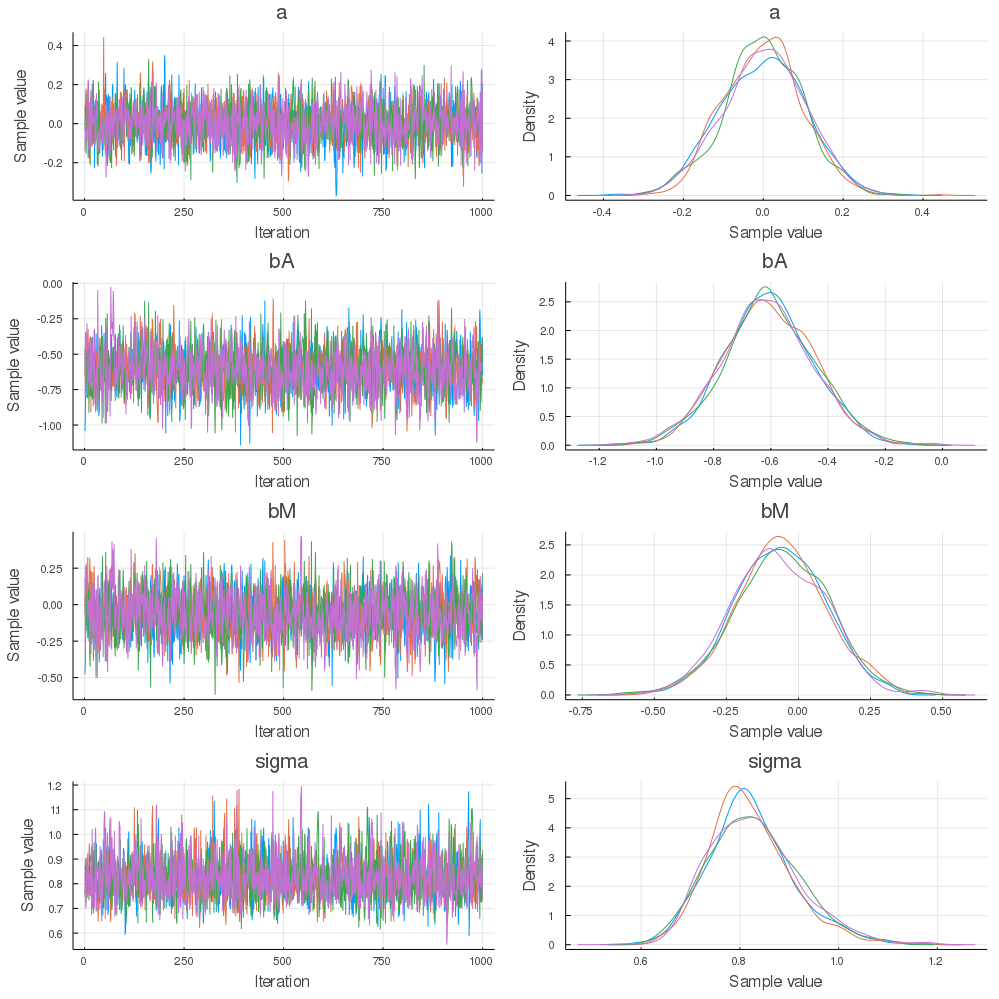 a
Sample value
0.4
0.2
0.0
-0.2
0 250 500 750 1000
Iteration
a
Density
4
3
2
1
0
-0.4 -0.2 0.0 0.2 0.4
Sample value
bA
Sample value
0.00
-0.25
-0.50
-0.75
-1.00
0 250 500 750 1000
Iteration
bA
Density
2.5
2.0
1.5
1.0
0.5
0.0
-1.2 -1.0 -0.8 -0.6 -0.4 -0.2 0.0
Sample value
bM
Sample value
0.25
0.00
-0.25
-0.50
0 250 500 750 1000
Iteration
bM
Density
2.5
2.0
1.5
1.0
0.5
0.0
-0.75 -0.50 -0.25 0.00 0.25 0.50
Sample value
sigma
Sample value
1.2
1.1
1.0
0.9
0.8
0.7
0.6
0 250 500 750 1000
Iteration
sigma
Density
5
4
3
2
1
0
0.6 0.8 1.0 1.2
Sample value